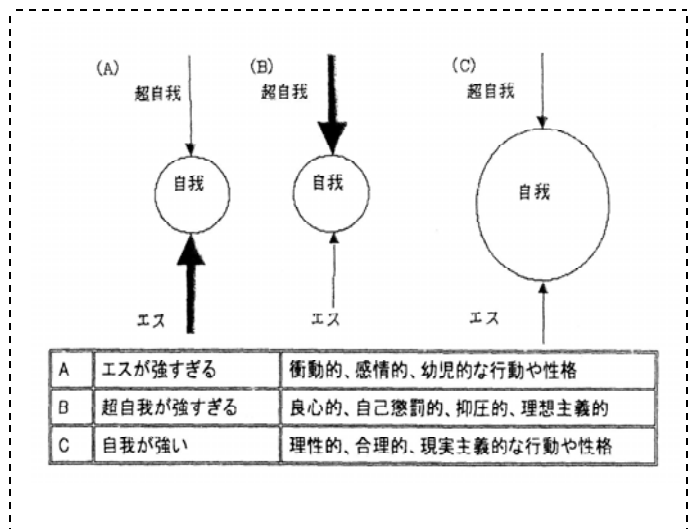 (A) (B) (C)
超自我 超自我 超自我
自我 自我 自我
エス エス エス
A エスが強すぎる 衝動的、感情的、幼児的な行動や性格
B 超自我が強すぎる 良心的、自己懲罰的、抑圧的、理想主義的
C 自我が強い 理性的、合理的、現実主義的な行動や性格